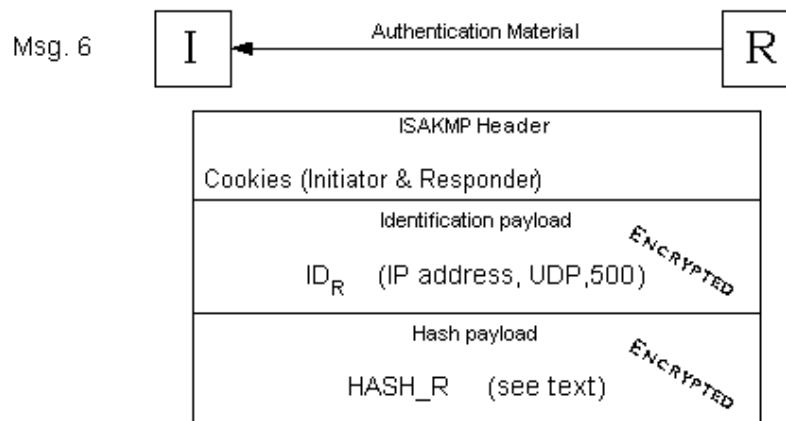 Msg. 6
I
Authentication Material
R
ISAKMP Header
Cookies (Initiator & Responder)
Identification payload
ENCRYPTED
ID_R (IP address, UDP,500)
Hash payload
ENCRYPTED
HASH_R (see text)